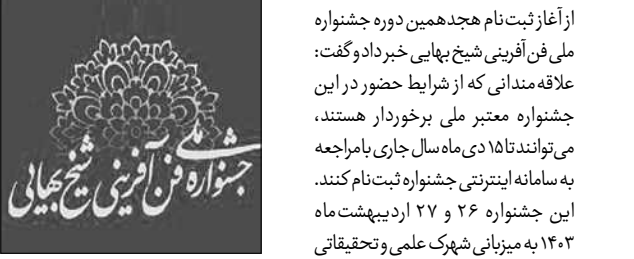 از آغاز ثبت‌نام هجدهمین دوره جشنواره
ملی فن‌آفرینی شیخ بهایی خبر داد و گفت:
علاقه‌مندانی که از شرایط حضور در این
جشنواره معتبر ملی برخوردار هستند،
می‌توانند تا ۱۵ دی‌ماه سال جاری با مراجعه
به سامانه اینترنتی جشنواره ثبت‌نام کنند.
این جشنواره ۲۶ و ۲۷ اردیبهشت‌ماه
۱۴۰۳ به میزبانی شهرک علمی و تحقیقاتی
جشنواره ملی فن آفرینی شیخ بهایی